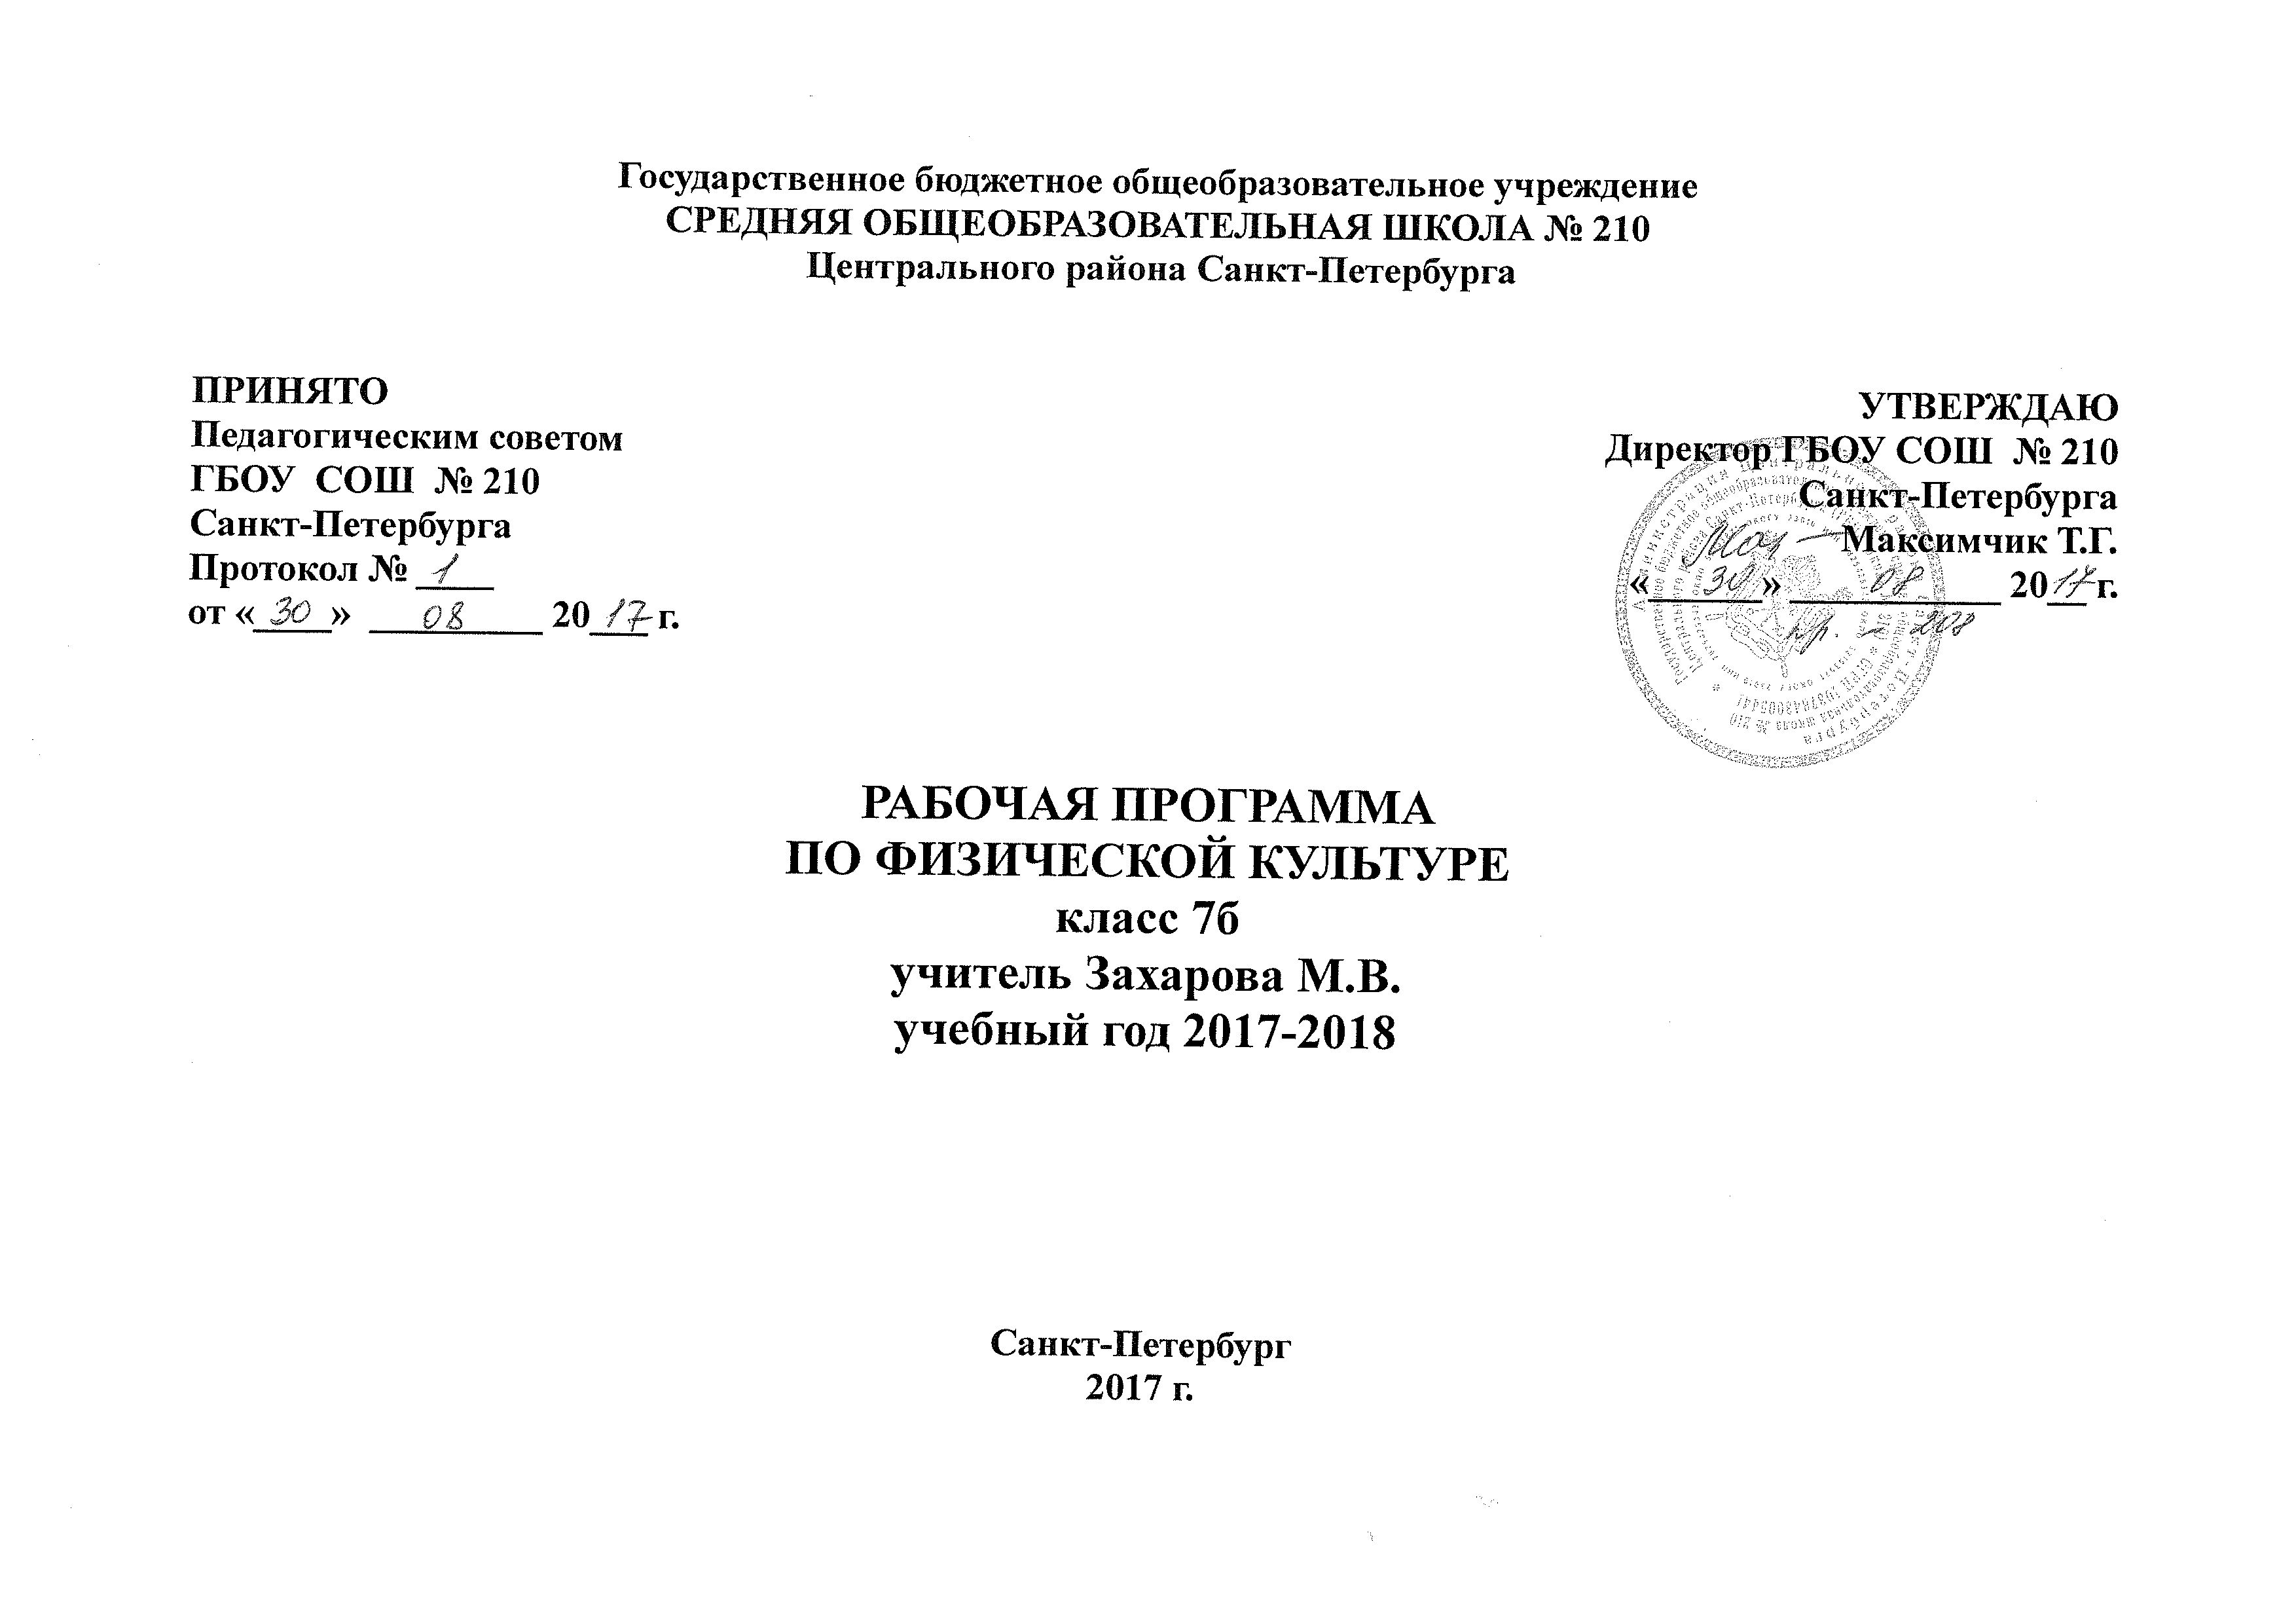 Государственное бюджетное общеобразовательное учреждение
СРЕДНЯЯ ОБЩЕОБРАЗОВАТЕЛЬНАЯ ШКОЛА № 210
Центрального района Санкт-Петербурга
ПРИНЯТО
Педагогическим советом
ГБОУ СОШ № 210
Санкт-Петербурга
Протокол № 1
от «30» 08 2017 г.
УТВЕРЖДАЮ
Директор ГБОУ СОШ № 210
Санкт-Петербурга
Максимчик Т.Г.
«30» 08 2017 г.
пр. - 208
РАБОЧАЯ ПРОГРАММА
ПО ФИЗИЧЕСКОЙ КУЛЬТУРЕ
класс 7б
учитель Захарова М.В.
учебный год 2017-2018
Санкт-Петербург
2017 г.